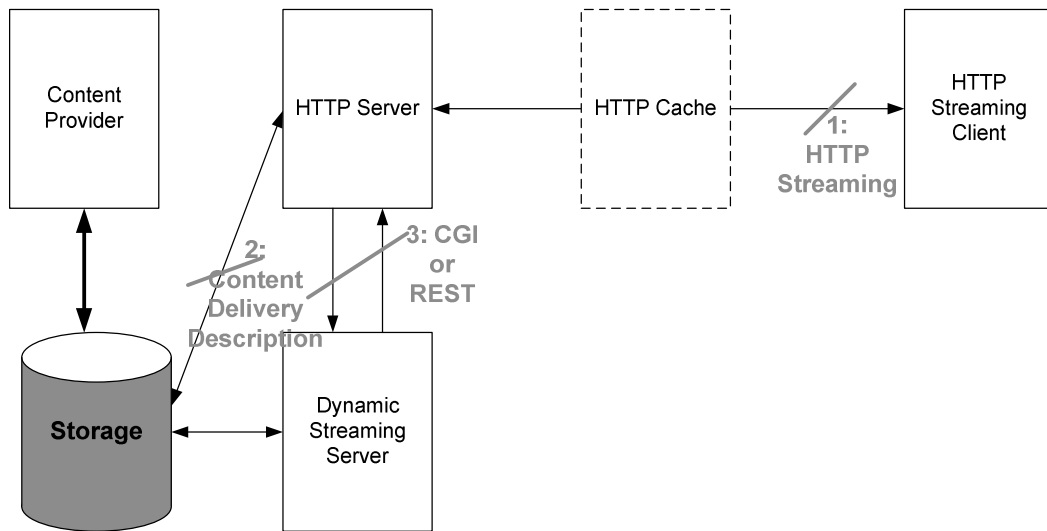 Content
Provider
HTTP Server
HTTP Cache
HTTP
Streaming
Client
1:
HTTP
Streaming
2:
Content
Delivery
Description
3: CGI
or
REST
Storage
Dynamic
Streaming
Server